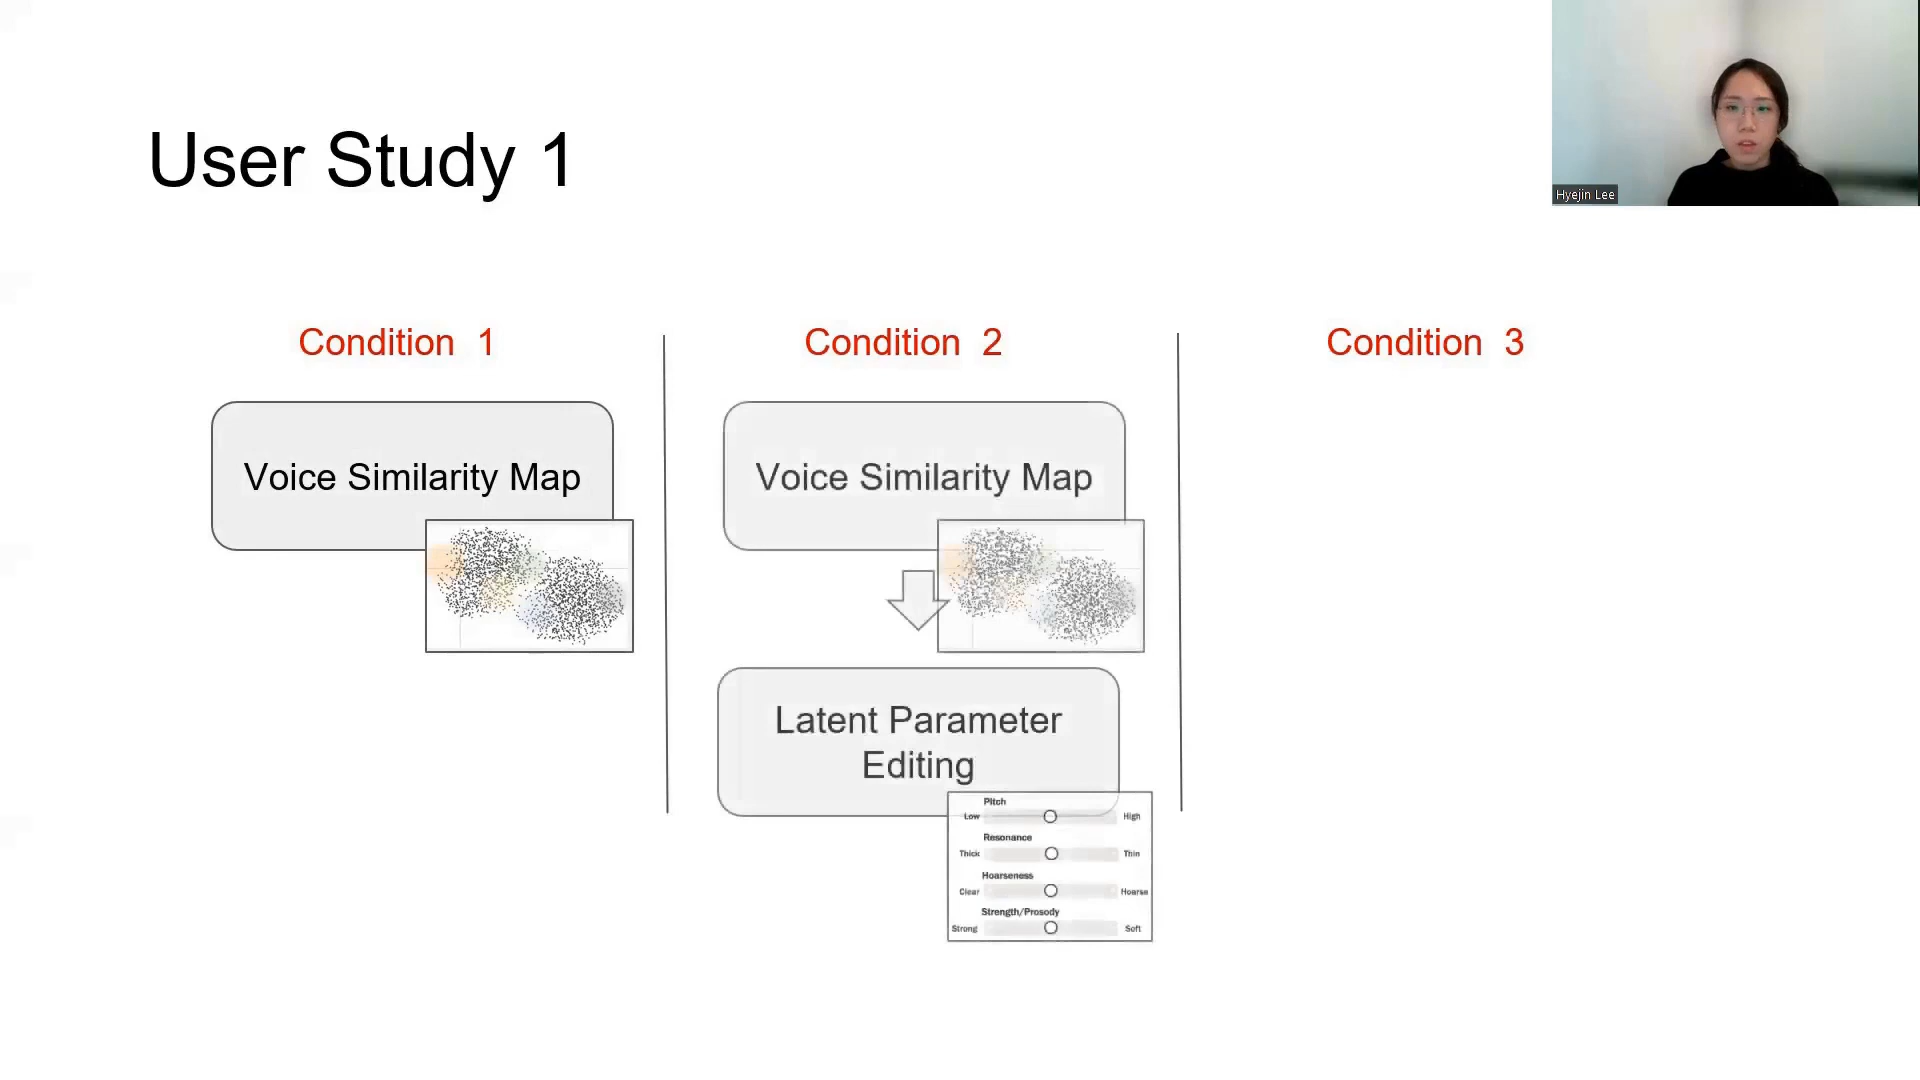 Hyejin Lee
User Study 1
Condition 1
Voice Similarity Map
Condition 2
Voice Similarity Map
Latent Parameter
Editing
Pitch
Low High
Resonance
Thick Thin
Hoarseness
Clear Hoarse
Strength/Prosody
Strong Soft
Condition 3